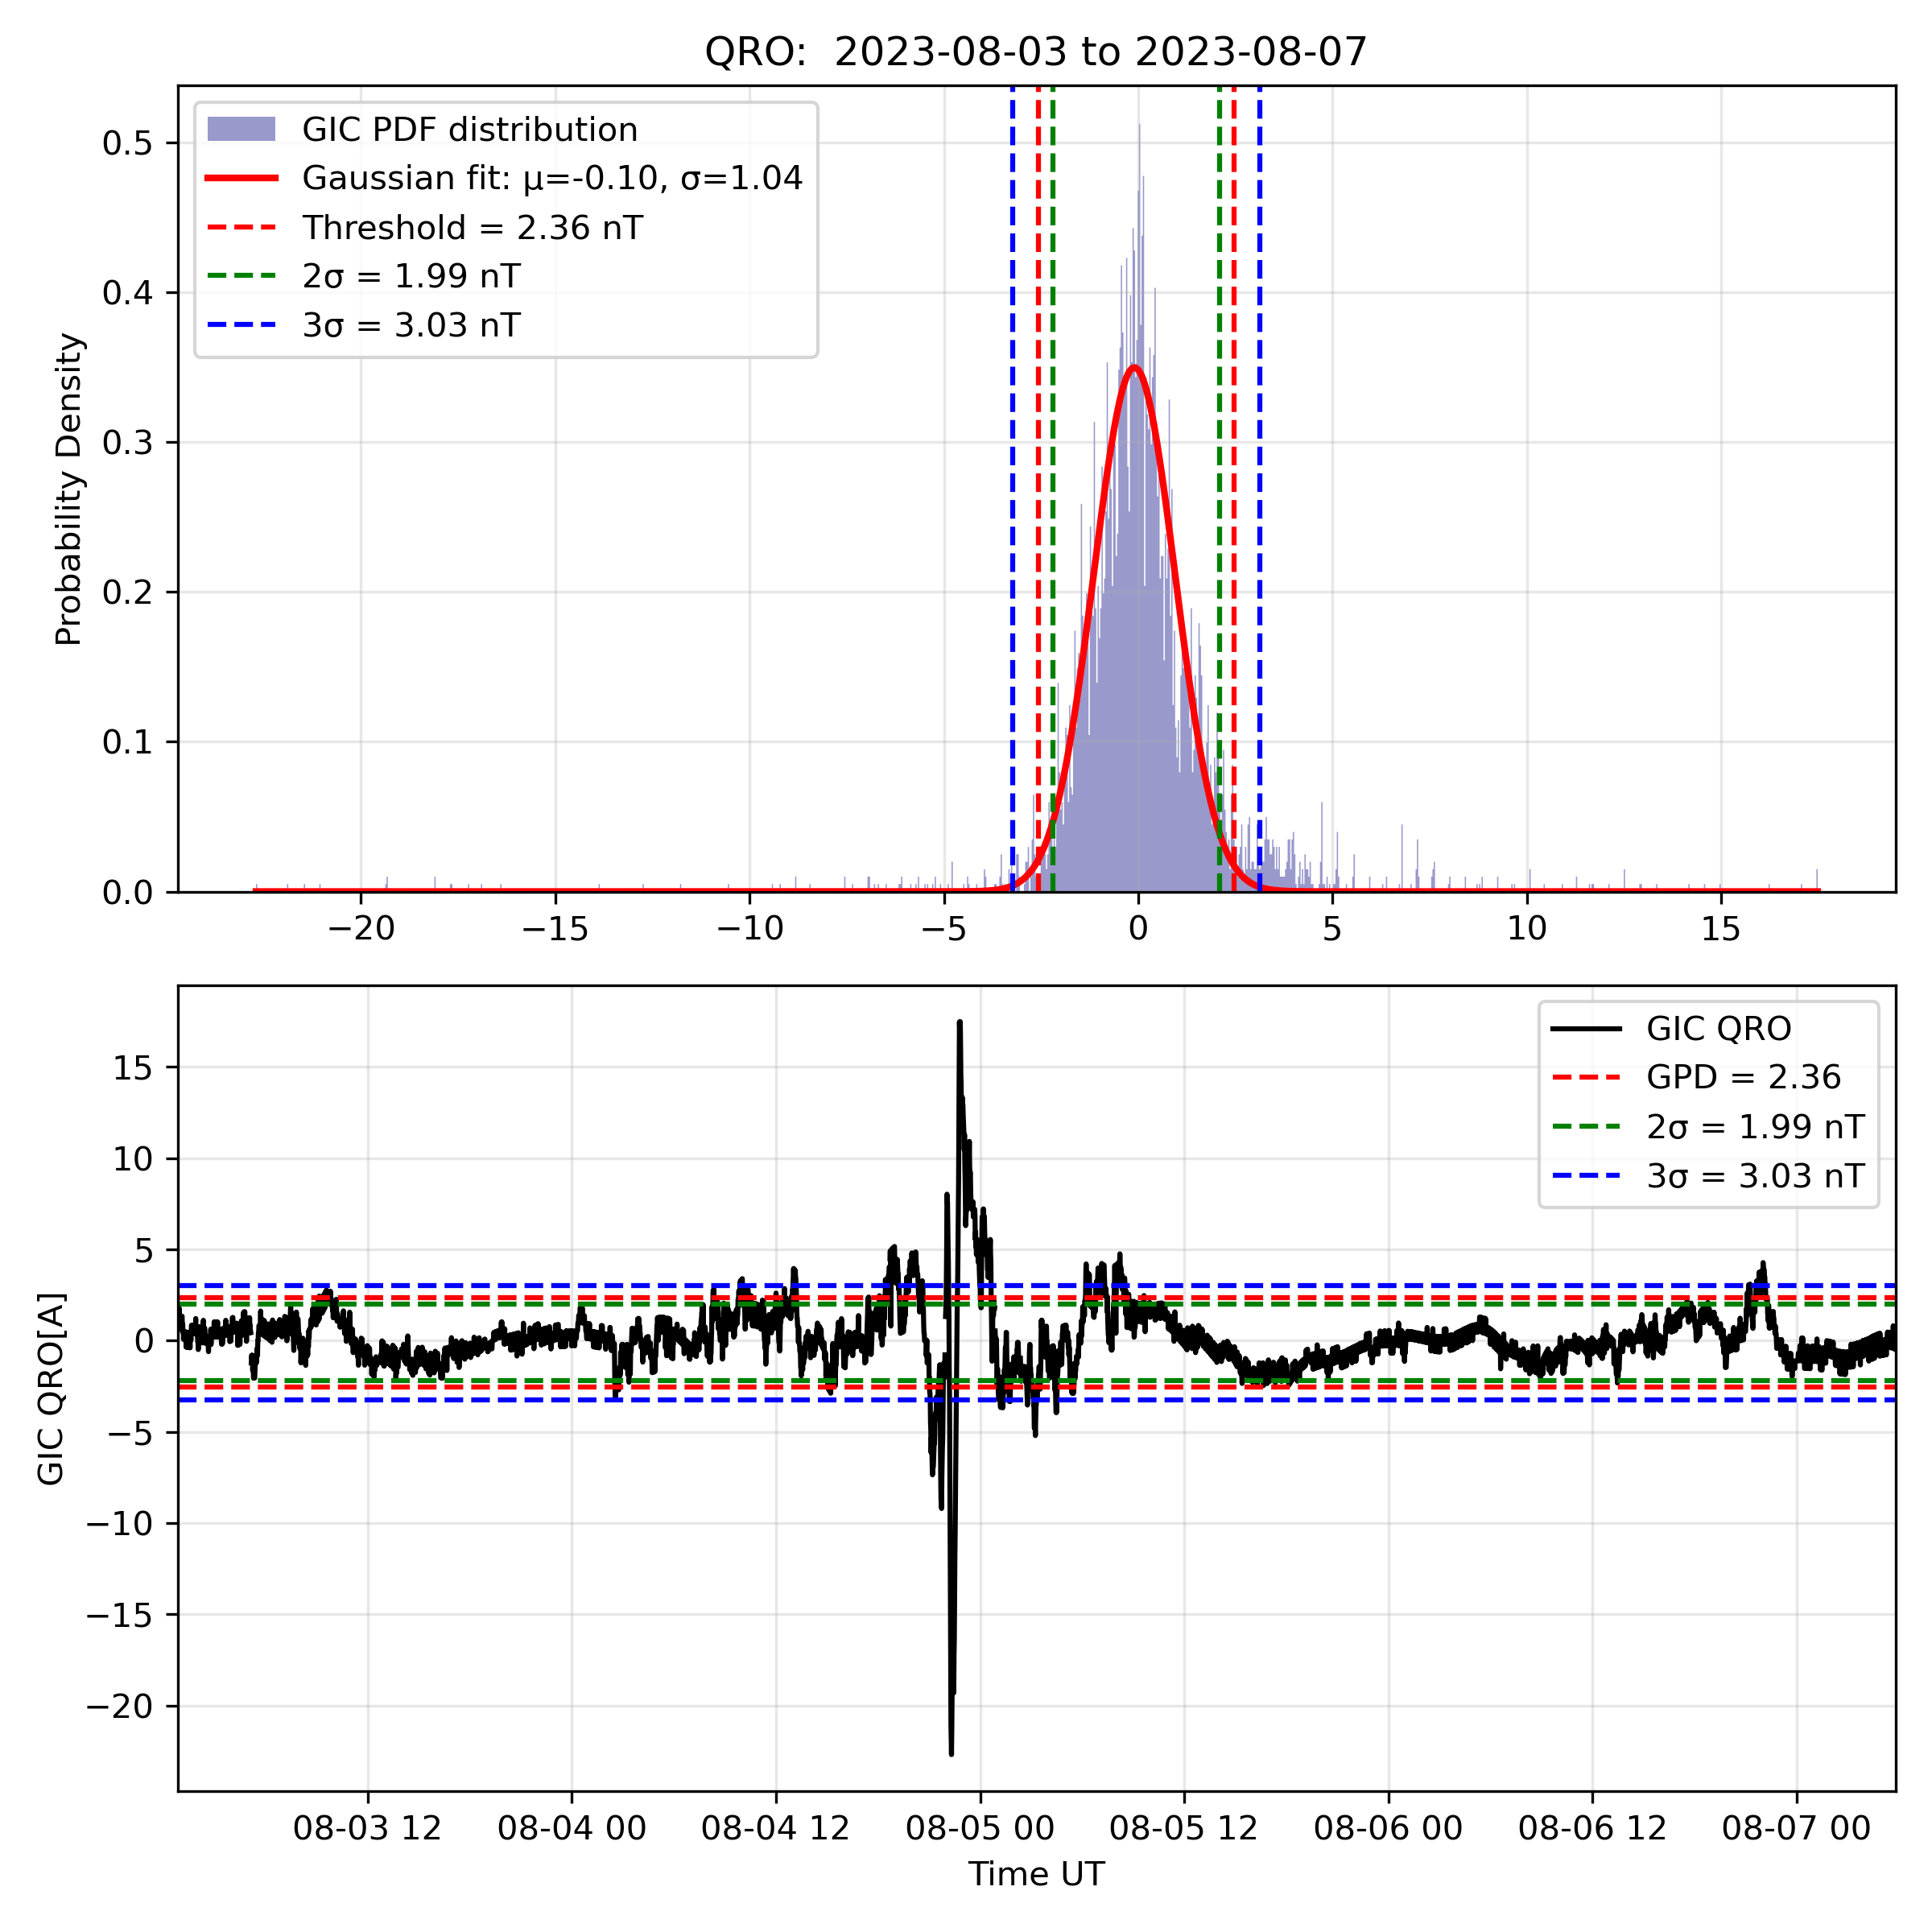 QRO:  2023-08-03 to 2023-08-07
GIC PDF distribution
Gaussian fit: μ=-0.10, σ=1.04
Threshold = 2.36 nT
2σ = 1.99 nT
3σ = 3.03 nT
Probability Density
0.5
0.4
0.3
0.2
0.1
0.0
−20 −15 −10 −5 0 5 10 15
GIC QRO
GPD = 2.36
2σ = 1.99 nT
3σ = 3.03 nT
GIC QRO[A]
15
10
5
0
−5
−10
−15
−20
08-03 12 08-04 00 08-04 12 08-05 00 08-05 12 08-06 00 08-06 12 08-07 00
Time UT